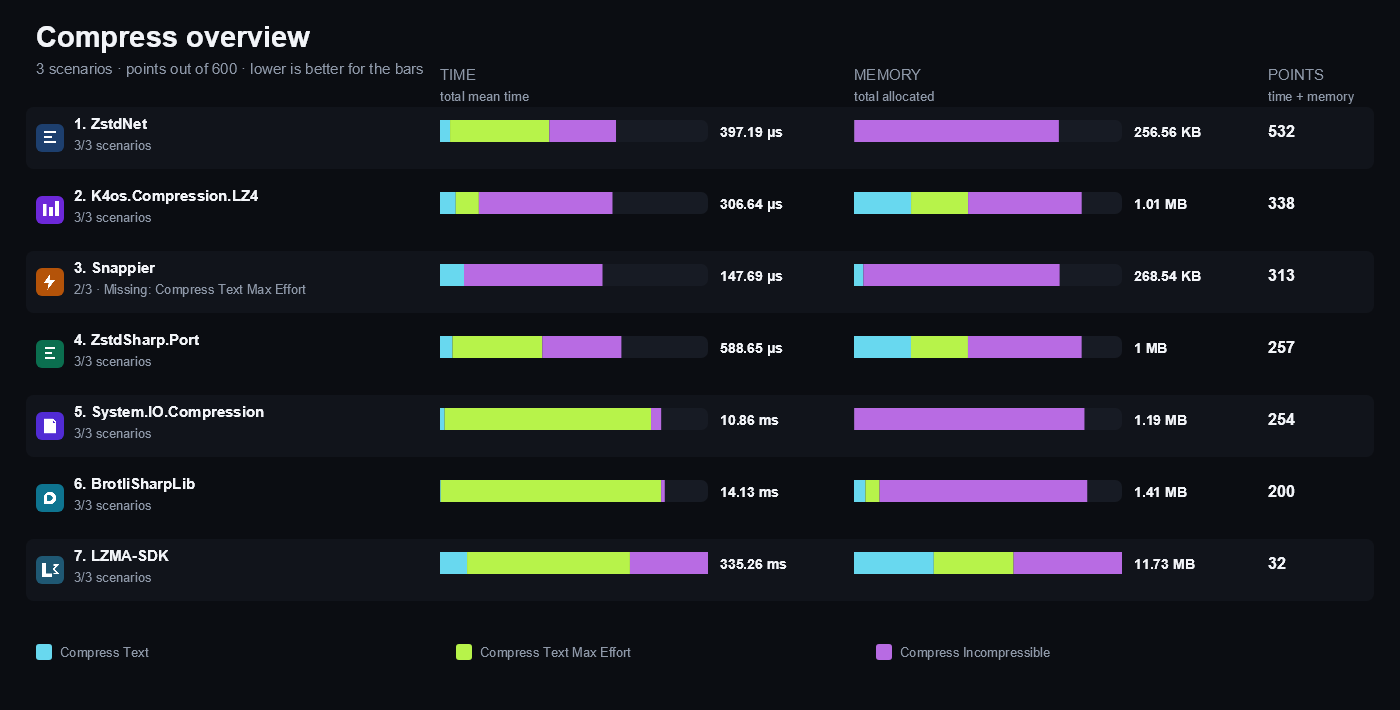 Compress overview
3 scenarios · points out of 600 · lower is better for the bars
TIME
total mean time
MEMORY
total allocated
POINTS
time + memory
1. ZstdNet
3/3 scenarios
397.19 µs
256.56 KB
532
2. K4os.Compression.LZ4
3/3 scenarios
306.64 µs
1.01 MB
338
3. Snappier
2/3 · Missing: Compress Text Max Effort
147.69 µs
268.54 KB
313
4. ZstdSharp.Port
3/3 scenarios
588.65 µs
1 MB
257
5. System.IO.Compression
3/3 scenarios
10.86 ms
1.19 MB
254
6. BrotliSharpLib
3/3 scenarios
14.13 ms
1.41 MB
200
7. LZMA-SDK
3/3 scenarios
335.26 ms
11.73 MB
32
Compress Text
Compress Text Max Effort
Compress Incompressible